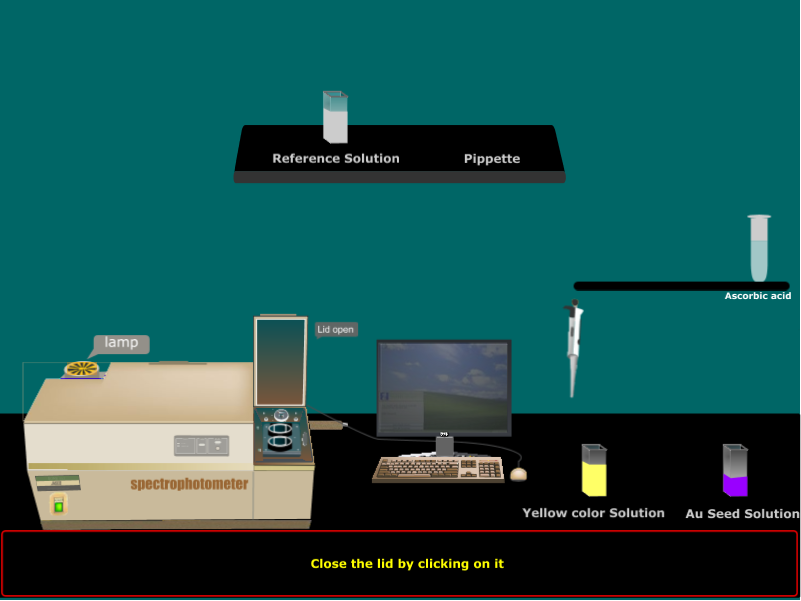 Reference Solution
Pippette
Ascorbic acid
Lid open
lamp
spectrophotometer
Yellow color Solution
Au Seed Solution
Close the lid by clicking on it